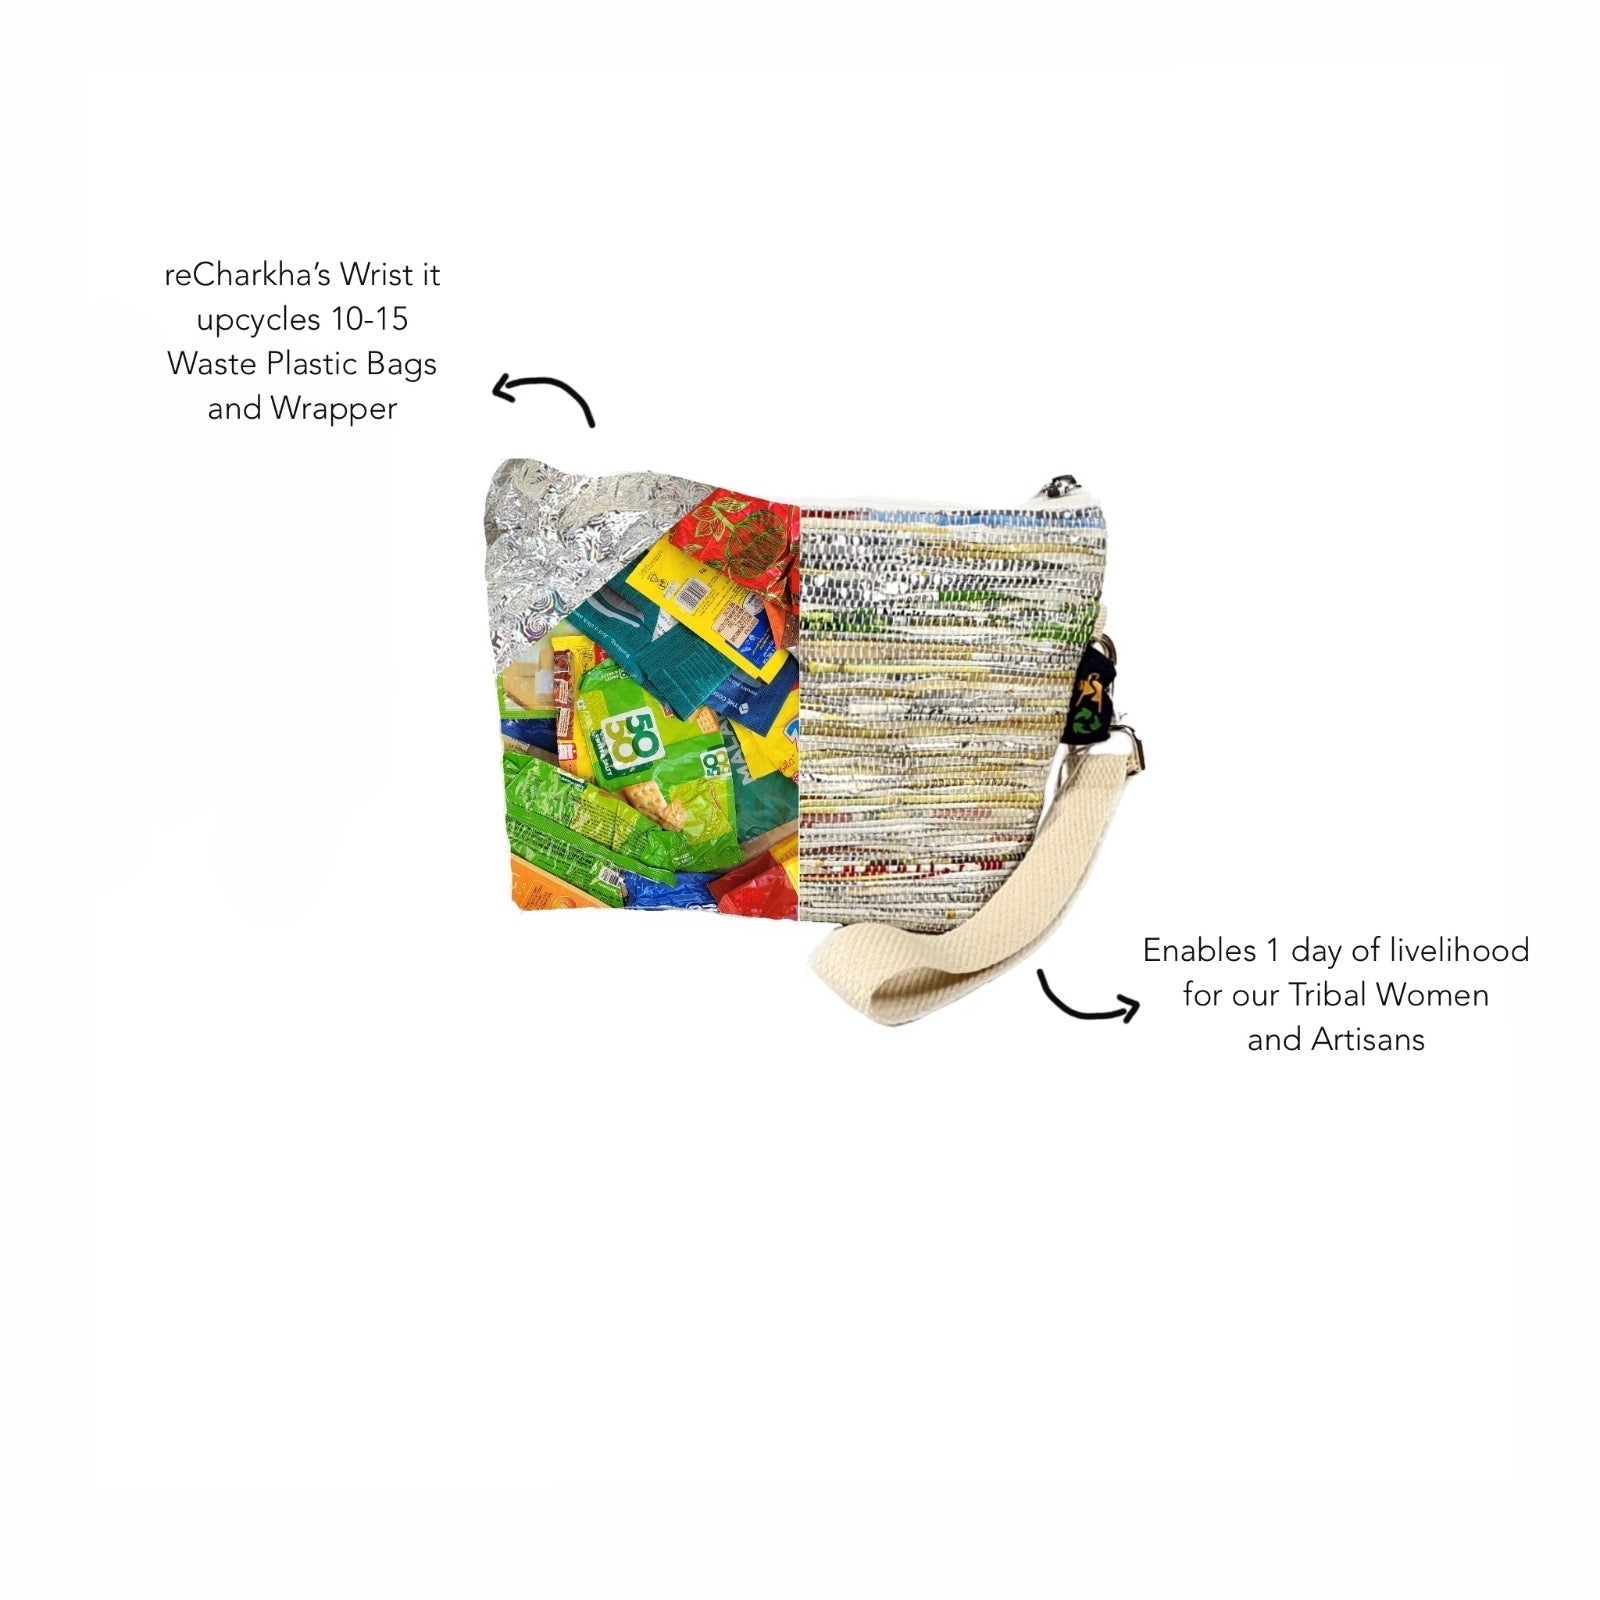 reCharkha's Wrist it
upcycles 10-15
Waste Plastic Bags
and Wrapper
50
50
Enables 1 day of livelihood
for our Tribal Women
and Artisans